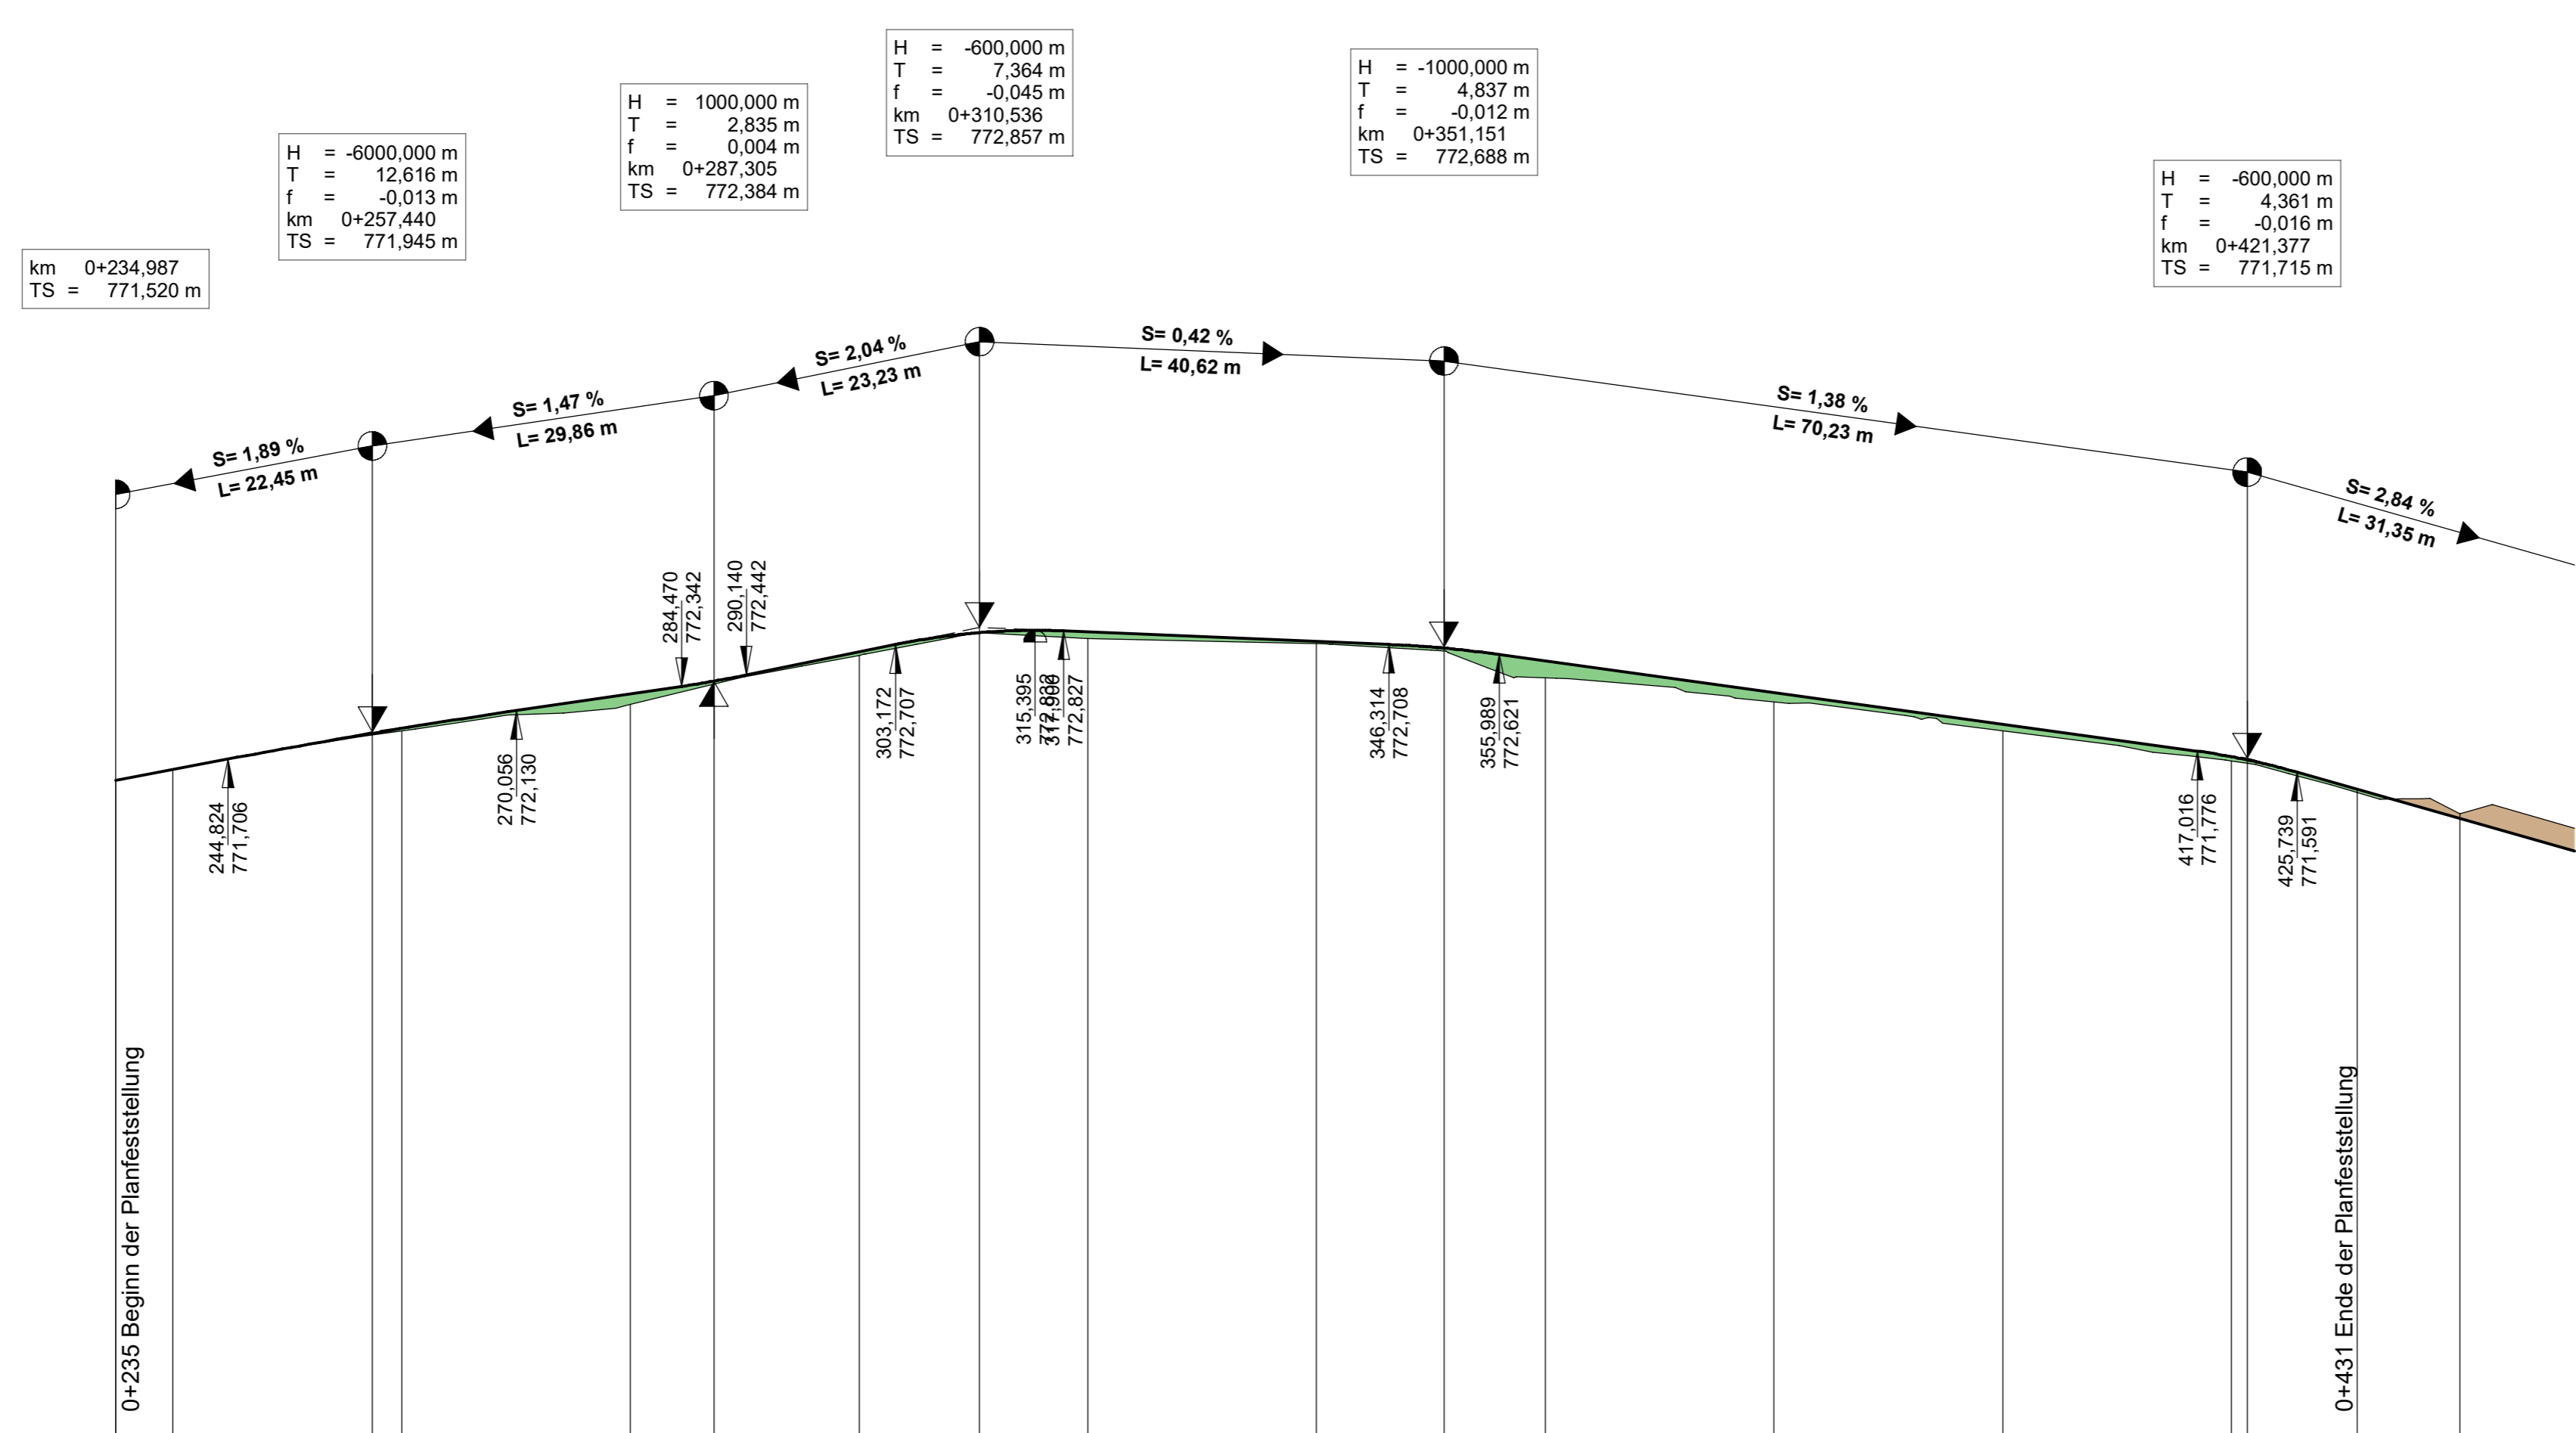 H = -600,000 m
T = 7,364 m
f = -0,045 m
km 0+310,536
TS = 772,857 m
H = -1000,000 m
T = 4,837 m
f = -0,012 m
km 0+351,151
TS = 772,688 m
H = 1000,000 m
T = 2,835 m
f = 0,004 m
km 0+287,305
TS = 772,384 m
H = -6000,000 m
T = 12,616 m
f = -0,013 m
km 0+257,440
TS = 771,945 m
H = -600,000 m
T = 4,361 m
f = -0,016 m
km 0+421,377
TS = 771,715 m
km 0+234,987
TS = 771,520 m
S= 1,89 %
L= 22,45 m
S= 1,47 %
L= 29,86 m
S= 2,04 %
L= 23,23 m
S= 0,42 %
L= 40,62 m
S= 1,38 %
L= 70,23 m
S= 2,84 %
L= 31,35 m
244,824
771,706
270,056
772,130
284,470
772,342
290,140
772,442
303,172
772,707
315,395
772,827
346,314
772,708
355,989
772,621
417,016
771,776
425,739
771,591
0+235 Beginn der Planfeststellung
0+431 Ende der Planfeststellung